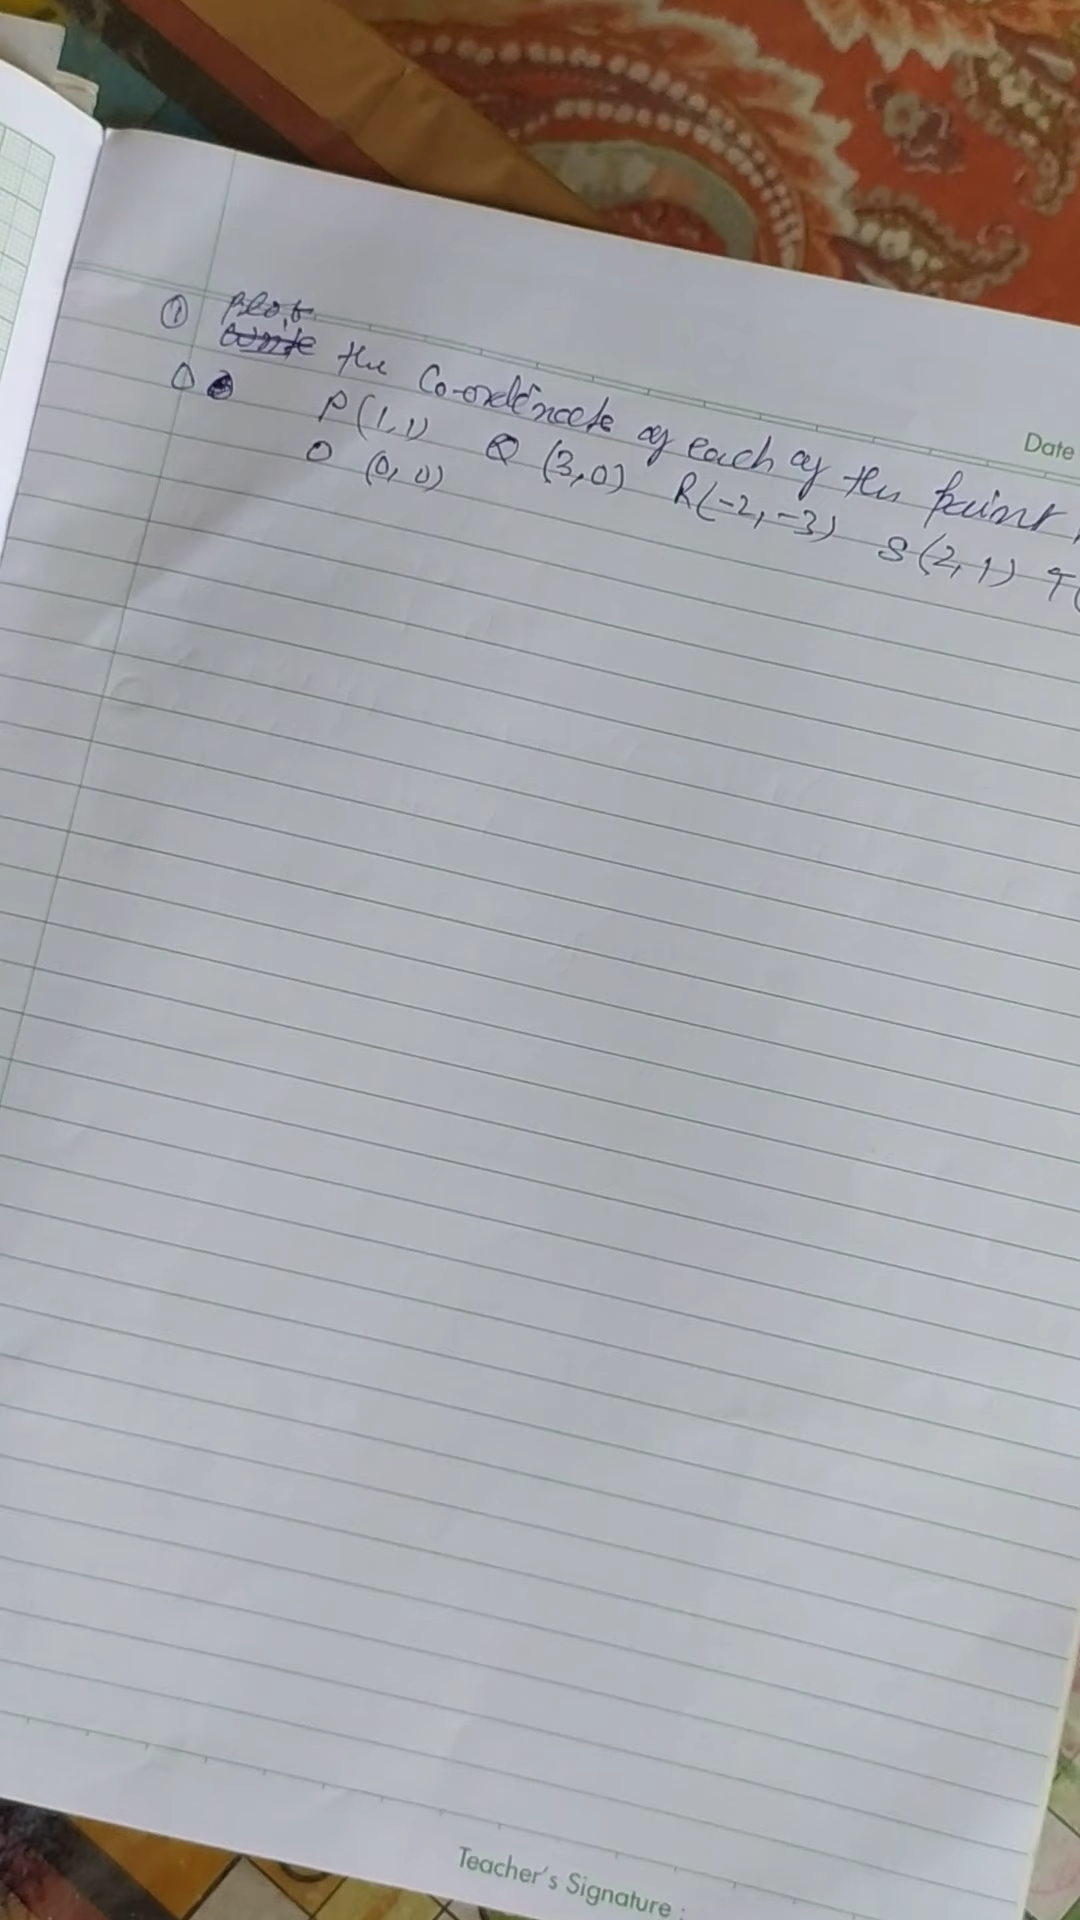 Date
① Plot
Write the Co-ordinate of each of the point
① P(1,1) Q (3,0) R(-2,-3) S(2,1) T(
O (0,0)
Teacher's Signature :